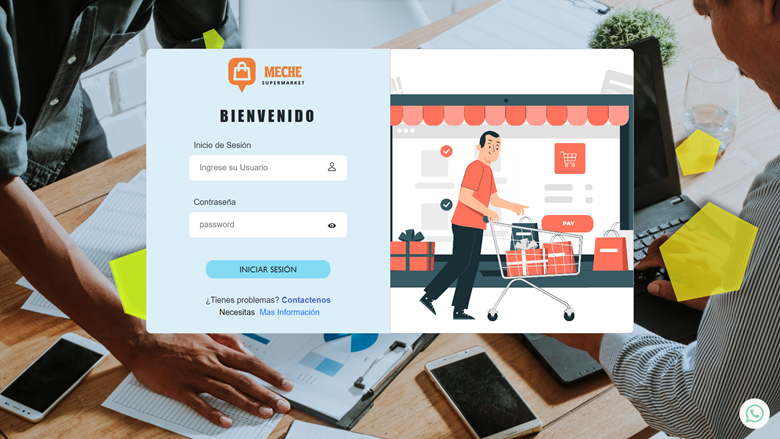 MECHE
SUPERMARKET
BIENVENIDO
Inicio de Sesión
Ingrese su Usuario
Contraseña
password
INICIAR SESIÓN
¿Tienes problemas? Contactenos
Necesitas Mas Información
PAY